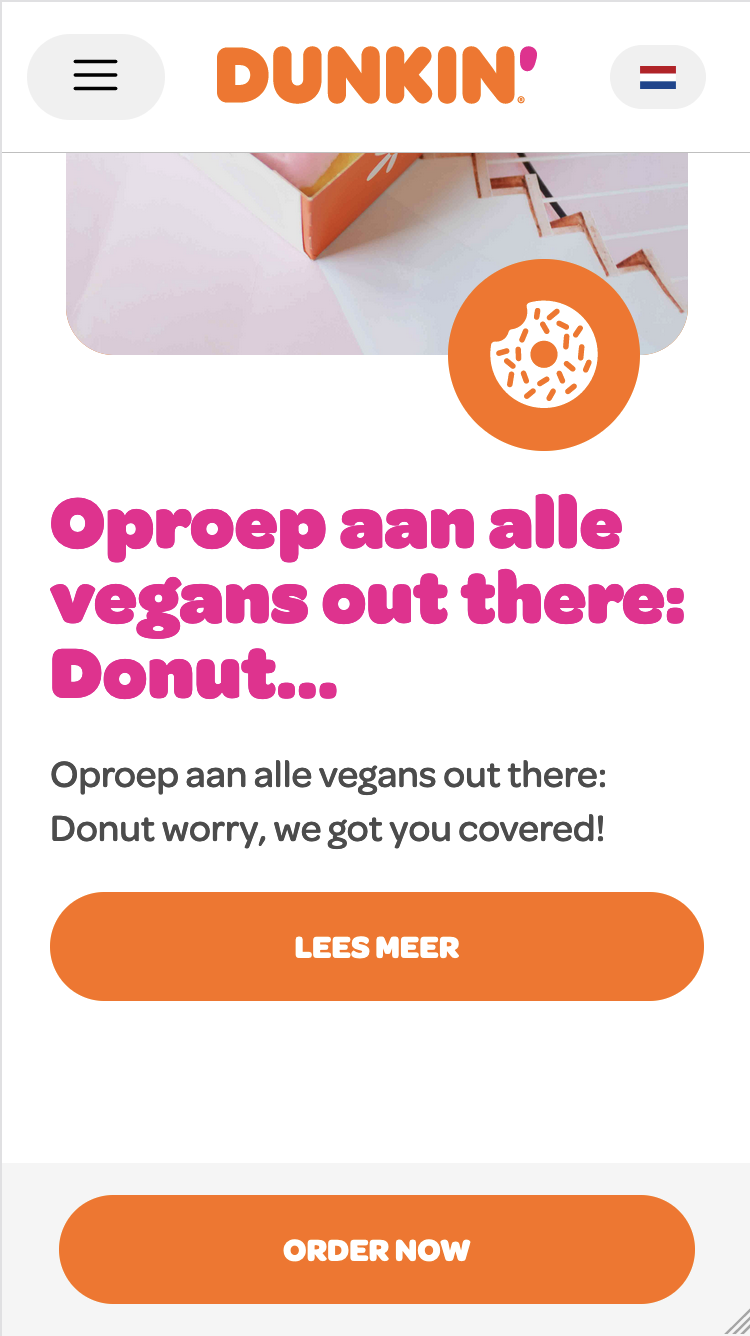 DUNKIN'®
Oproep aan alle
vegans out there:
Donut...
Oproep aan alle vegans out there:
Donut worry, we got you covered!
LEES MEER
ORDER NOW